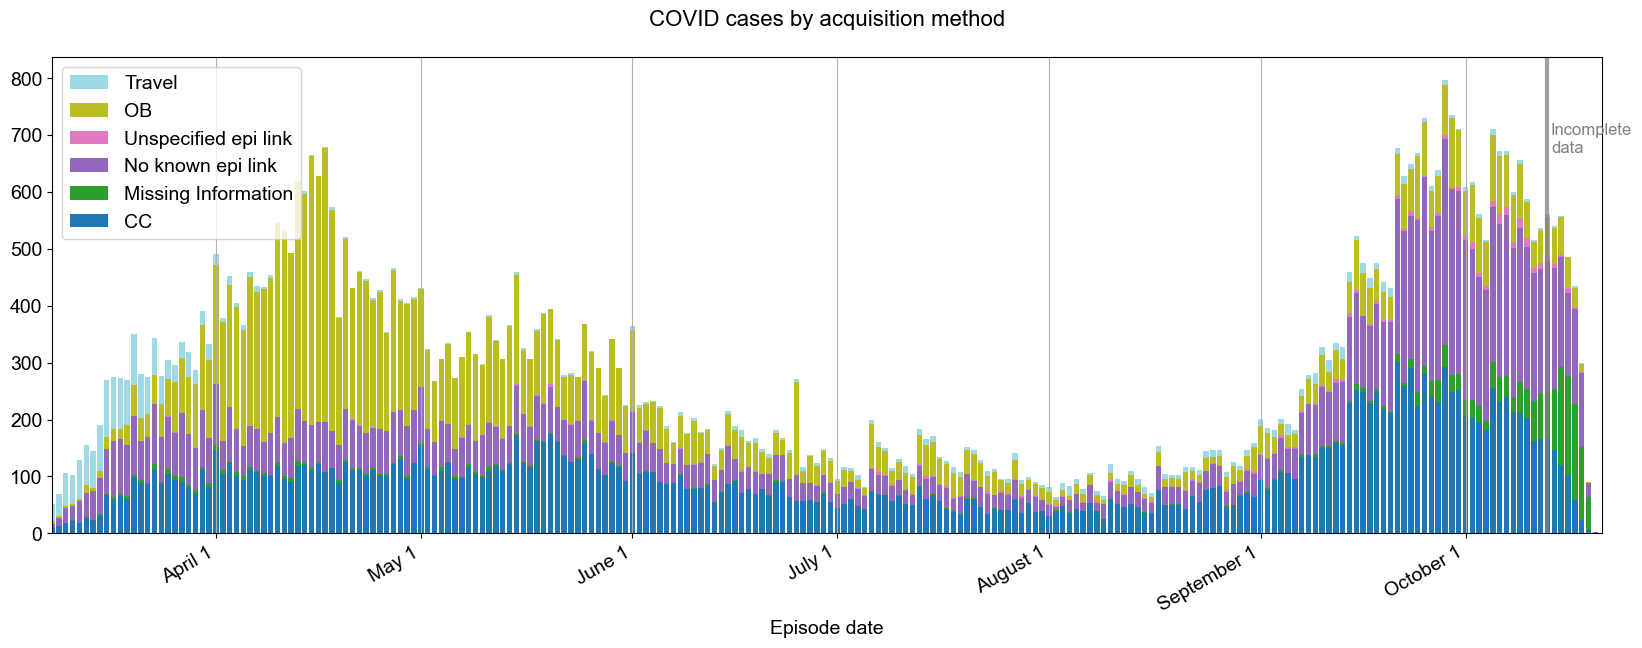 COVID cases by acquisition method
800
700
600
500
400
300
200
100
0
Travel
OB
Unspecified epi link
No known epi link
Missing Information
CC
Incomplete
data
April 1
May 1
June 1
July 1
August 1
September 1
October 1
Episode date